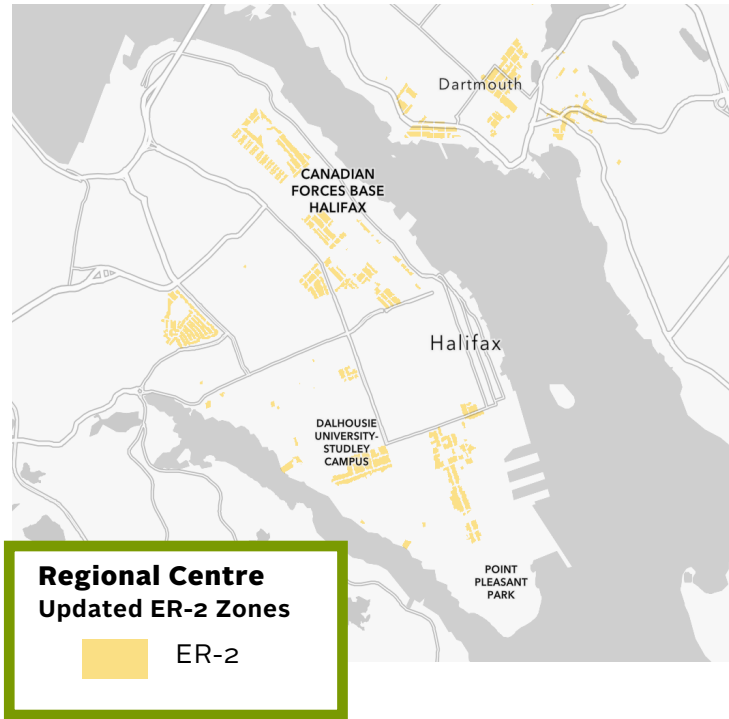 Dartmouth
CANADIAN
FORCES BASE
HALIFAX
Halifax
DALHOUSIE
UNIVERSITY-
STUDLEY
CAMPUS
POINT
PLEASANT
PARK
Regional Centre
Updated ER-2 Zones
ER-2